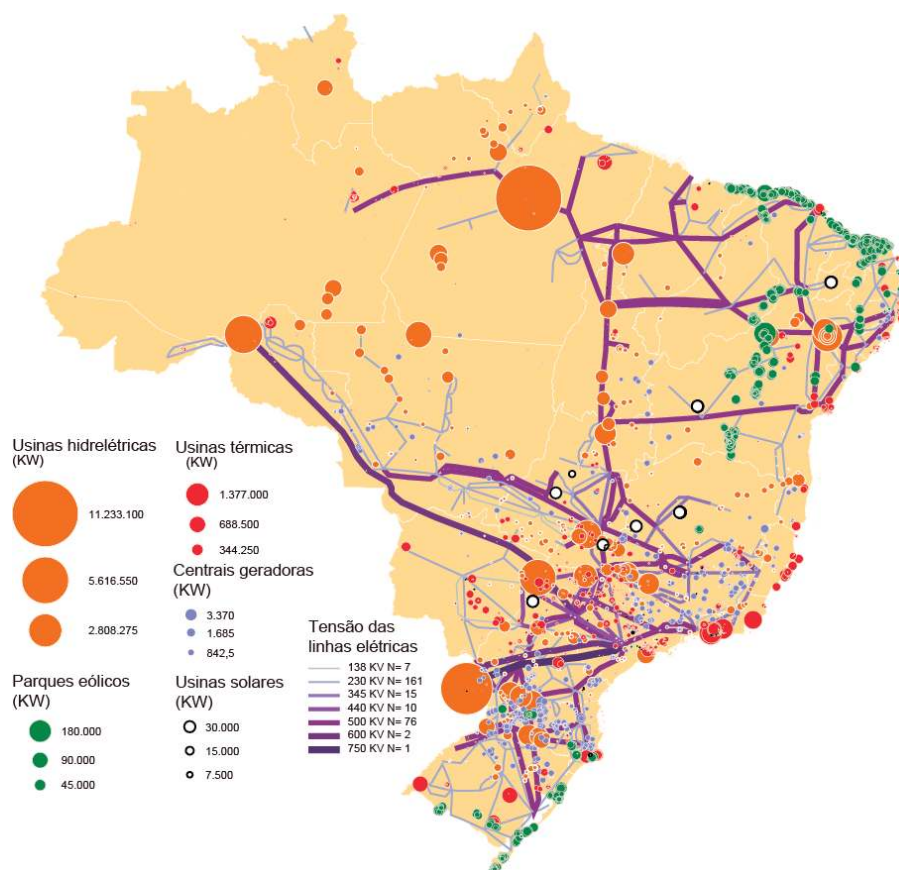 Usinas hidrelétricas
(KW)
11.233.100
5.616.550
2.808.275
Usinas térmicas
(KW)
1.377.000
688.500
344.250
Centrais geradoras
(KW)
3.370
1.685
842,5
Parques eólicos
(KW)
180.000
90.000
45.000
Usinas solares
(KW)
30.000
15.000
7.500
Tensão das
linhas elétricas
138 KV N= 7
230 KV N= 161
345 KV N= 15
440 KV N= 10
500 KV N= 76
600 KV N= 2
750 KV N= 1